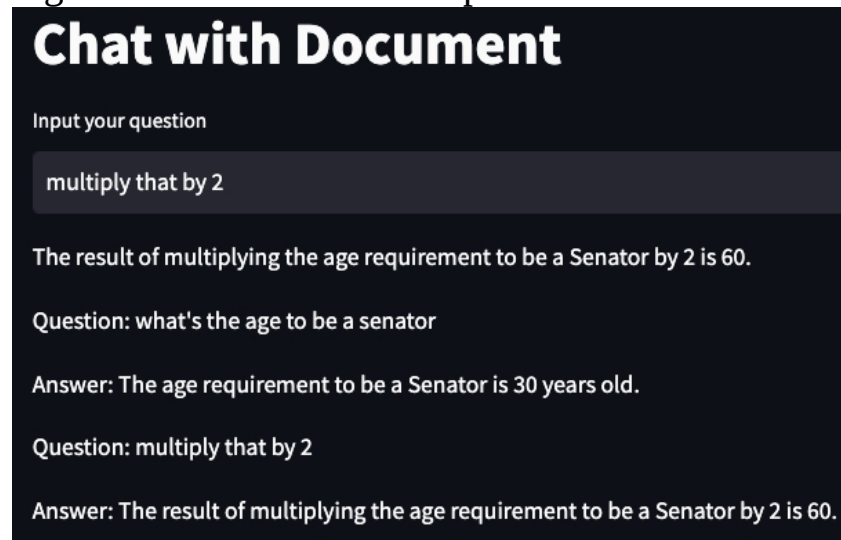 Chat with Document
Input your question
multiply that by 2
The result of multiplying the age requirement to be a Senator by 2 is 60.
Question: what's the age to be a senator
Answer: The age requirement to be a Senator is 30 years old.
Question: multiply that by 2
Answer: The result of multiplying the age requirement to be a Senator by 2 is 60.